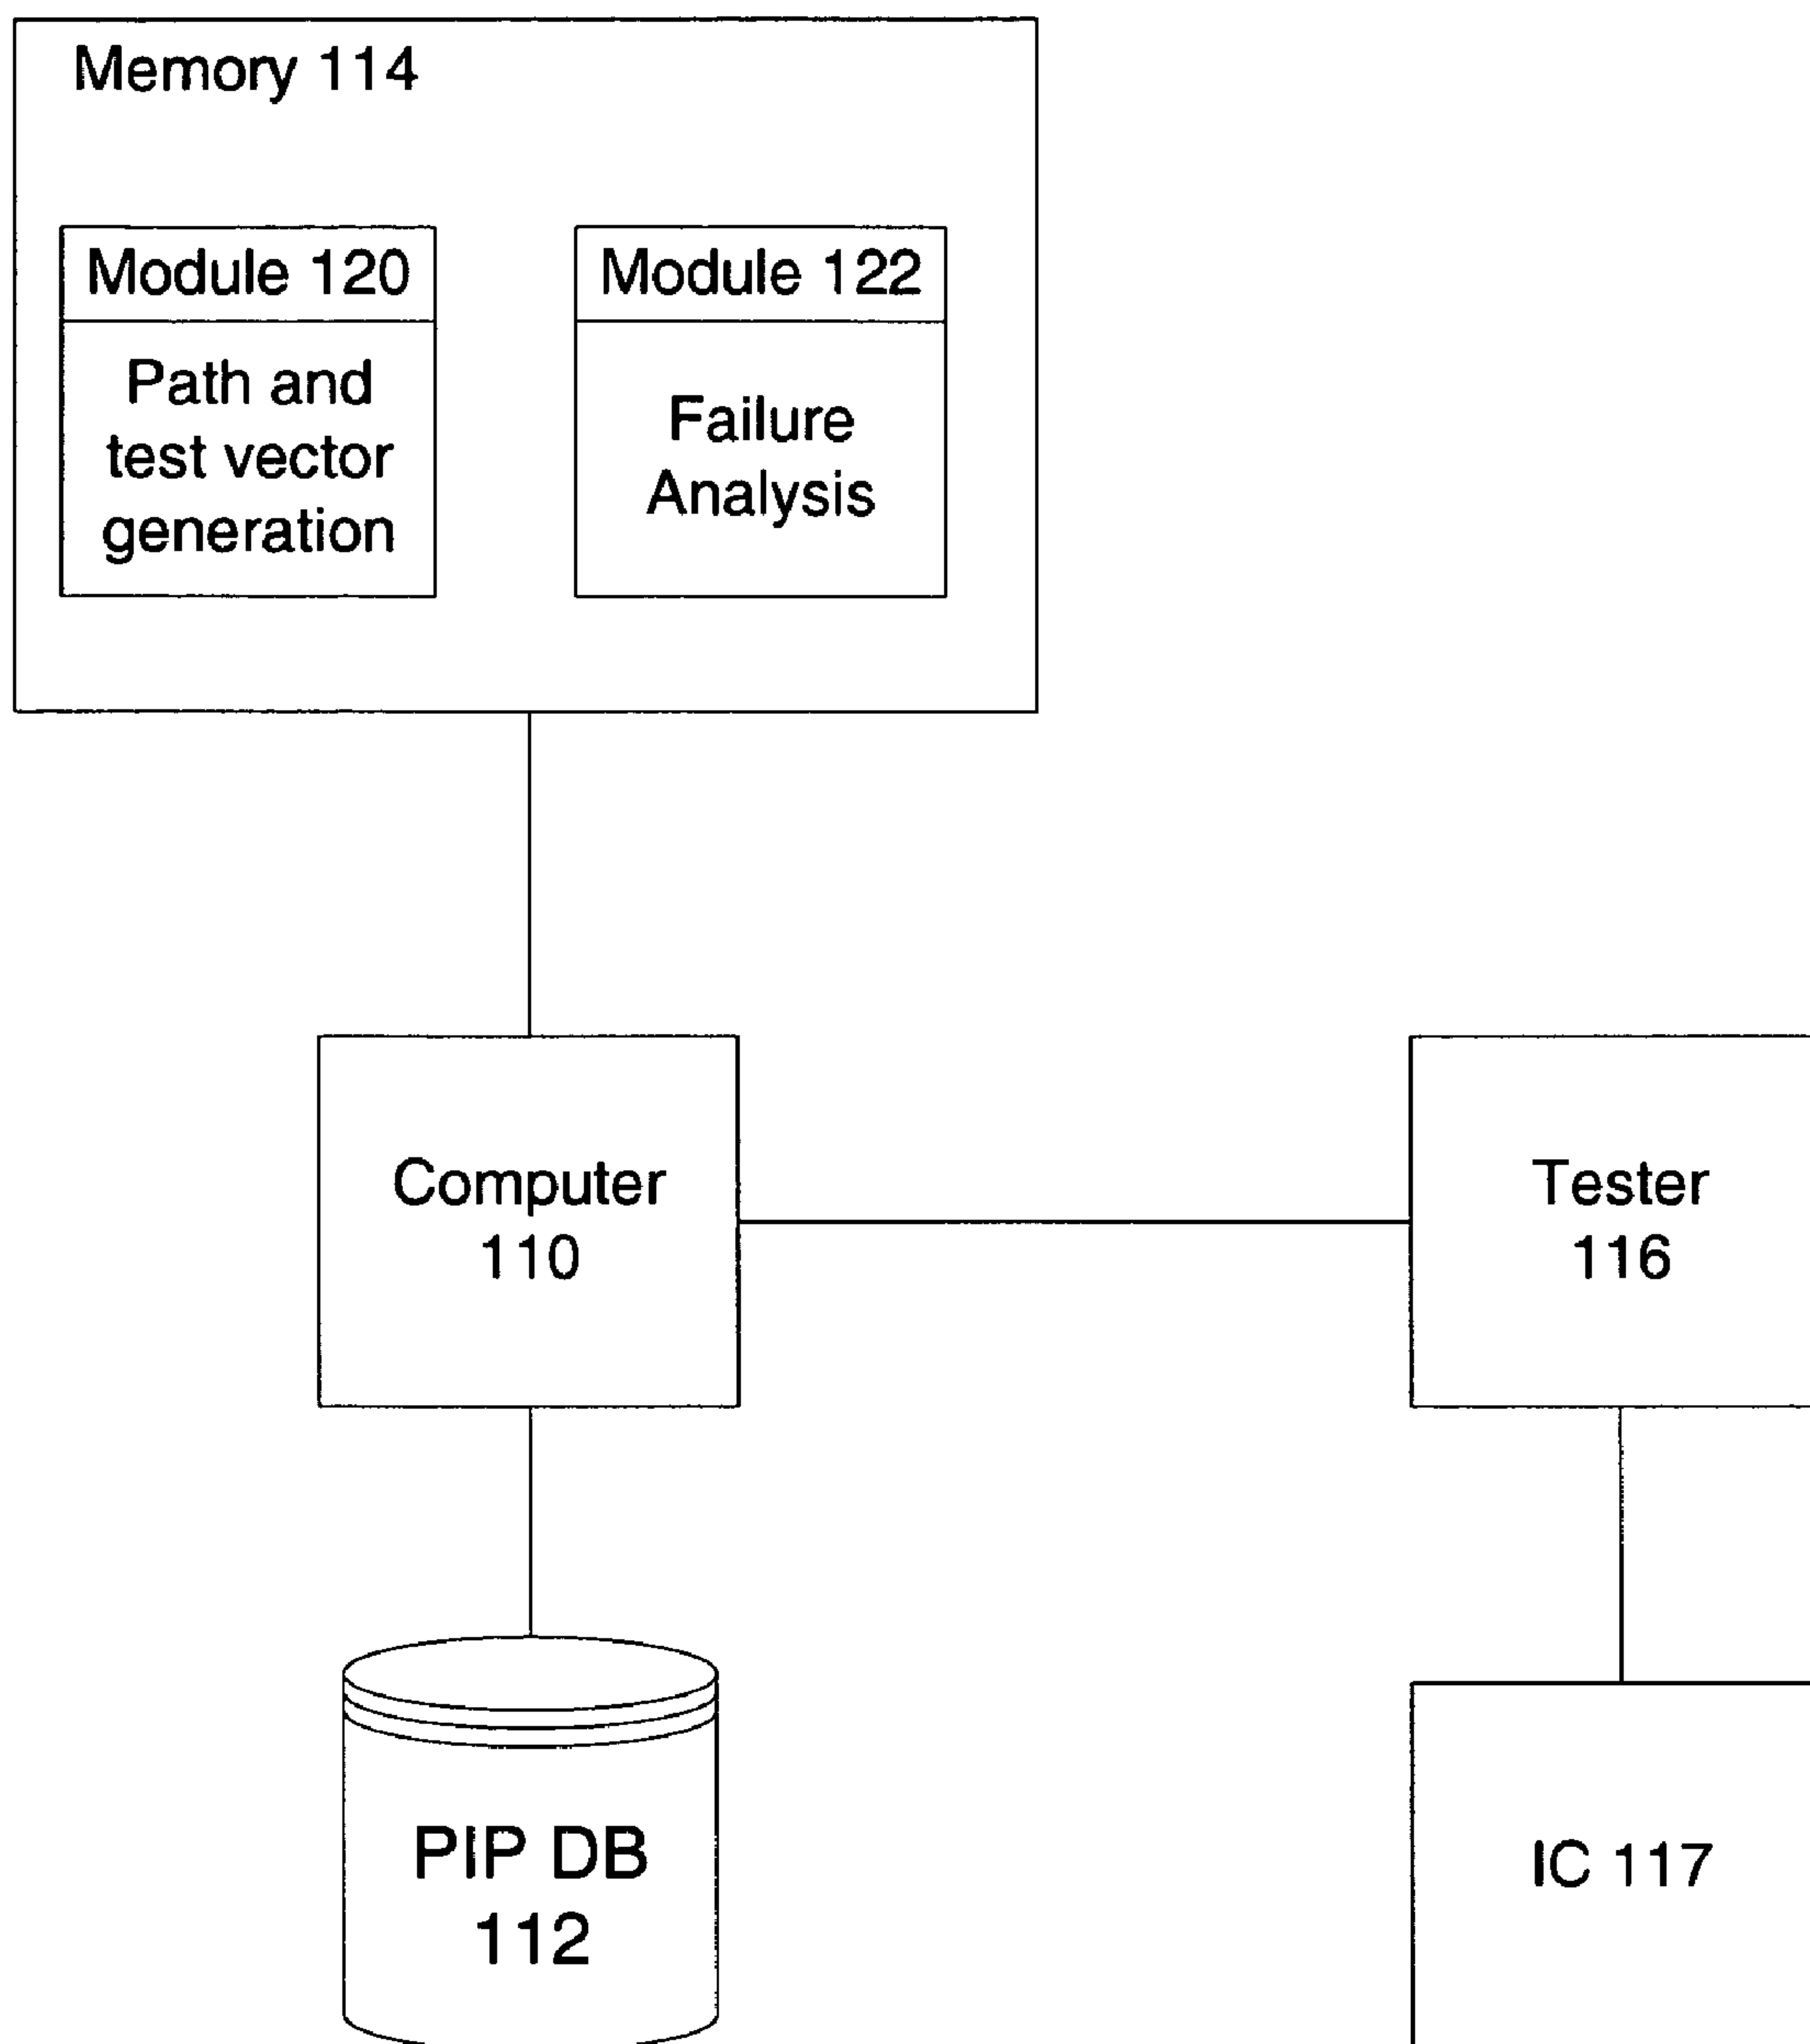 Memory 114
Module 120
Path and
test vector
generation
Module 122
Failure
Analysis
Computer
110
Tester
116
PIP DB
112
IC 117